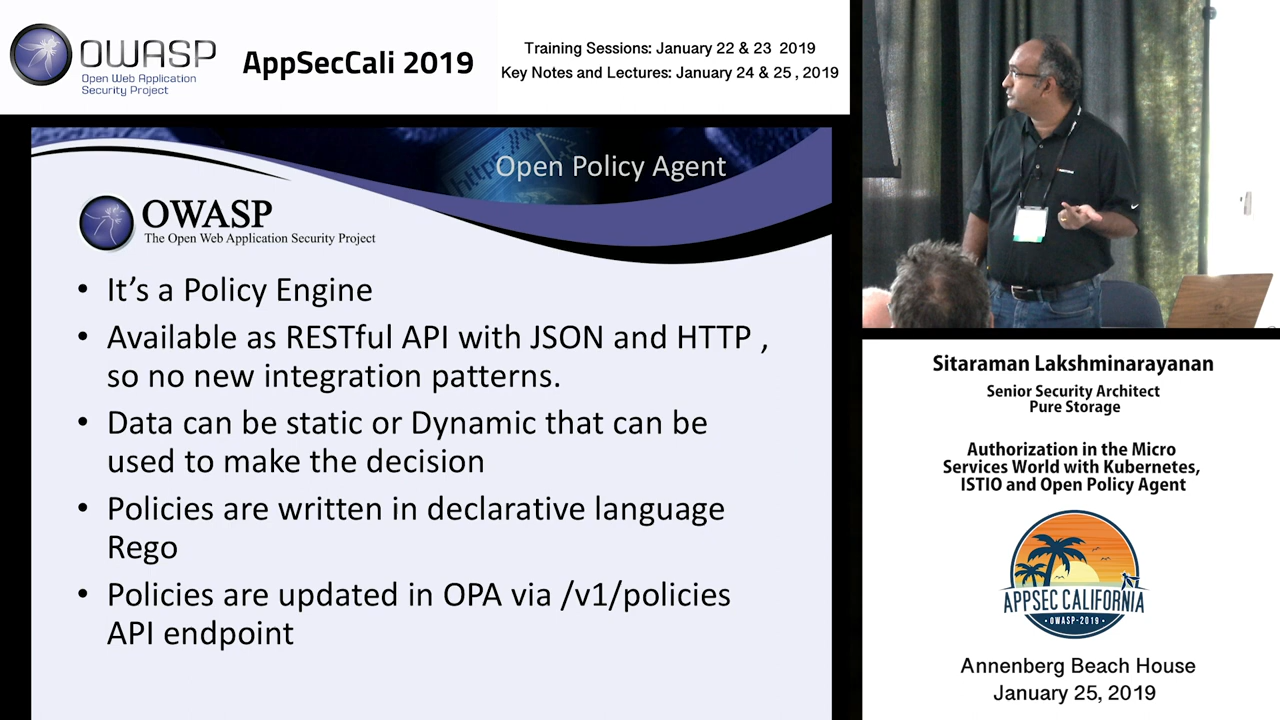 OWASP
Open Web Application
Security Project
AppSecCali 2019
Training Sessions: January 22 & 23 2019
Key Notes and Lectures: January 24 & 25 , 2019
http:
Open Policy Agent
OWASP
The Open Web Application Security Project
• It's a Policy Engine
• Available as RESTful API with JSON and HTTP ,
so no new integration patterns.
• Data can be static or Dynamic that can be
used to make the decision
• Policies are written in declarative language
Rego
• Policies are updated in OPA via /v1/policies
API endpoint
Sitaraman Lakshminarayanan
Senior Security Architect
Pure Storage
Authorization in the Micro
Services World with Kubernetes,
ISTIO and Open Policy Agent
APPSEC CALIFORNIA
• OWASP-2019 •
Annenberg Beach House
January 25, 2019